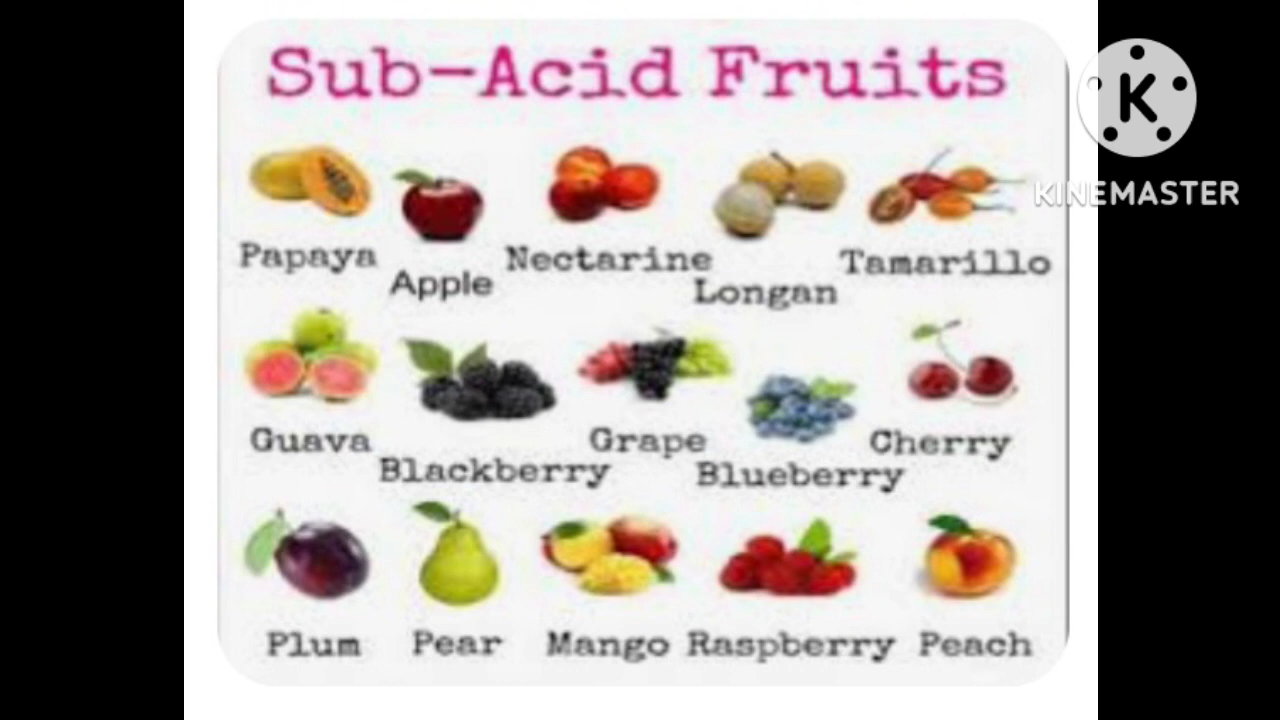 Sub-Acid Fruits
K
KINEMASTER
Papaya
Apple
Nectarine
Longan
Tamarillo
Guava
Blackberry
Grape
Blueberry
Cherry
Plum
Pear
Mango
Raspberry
Peach